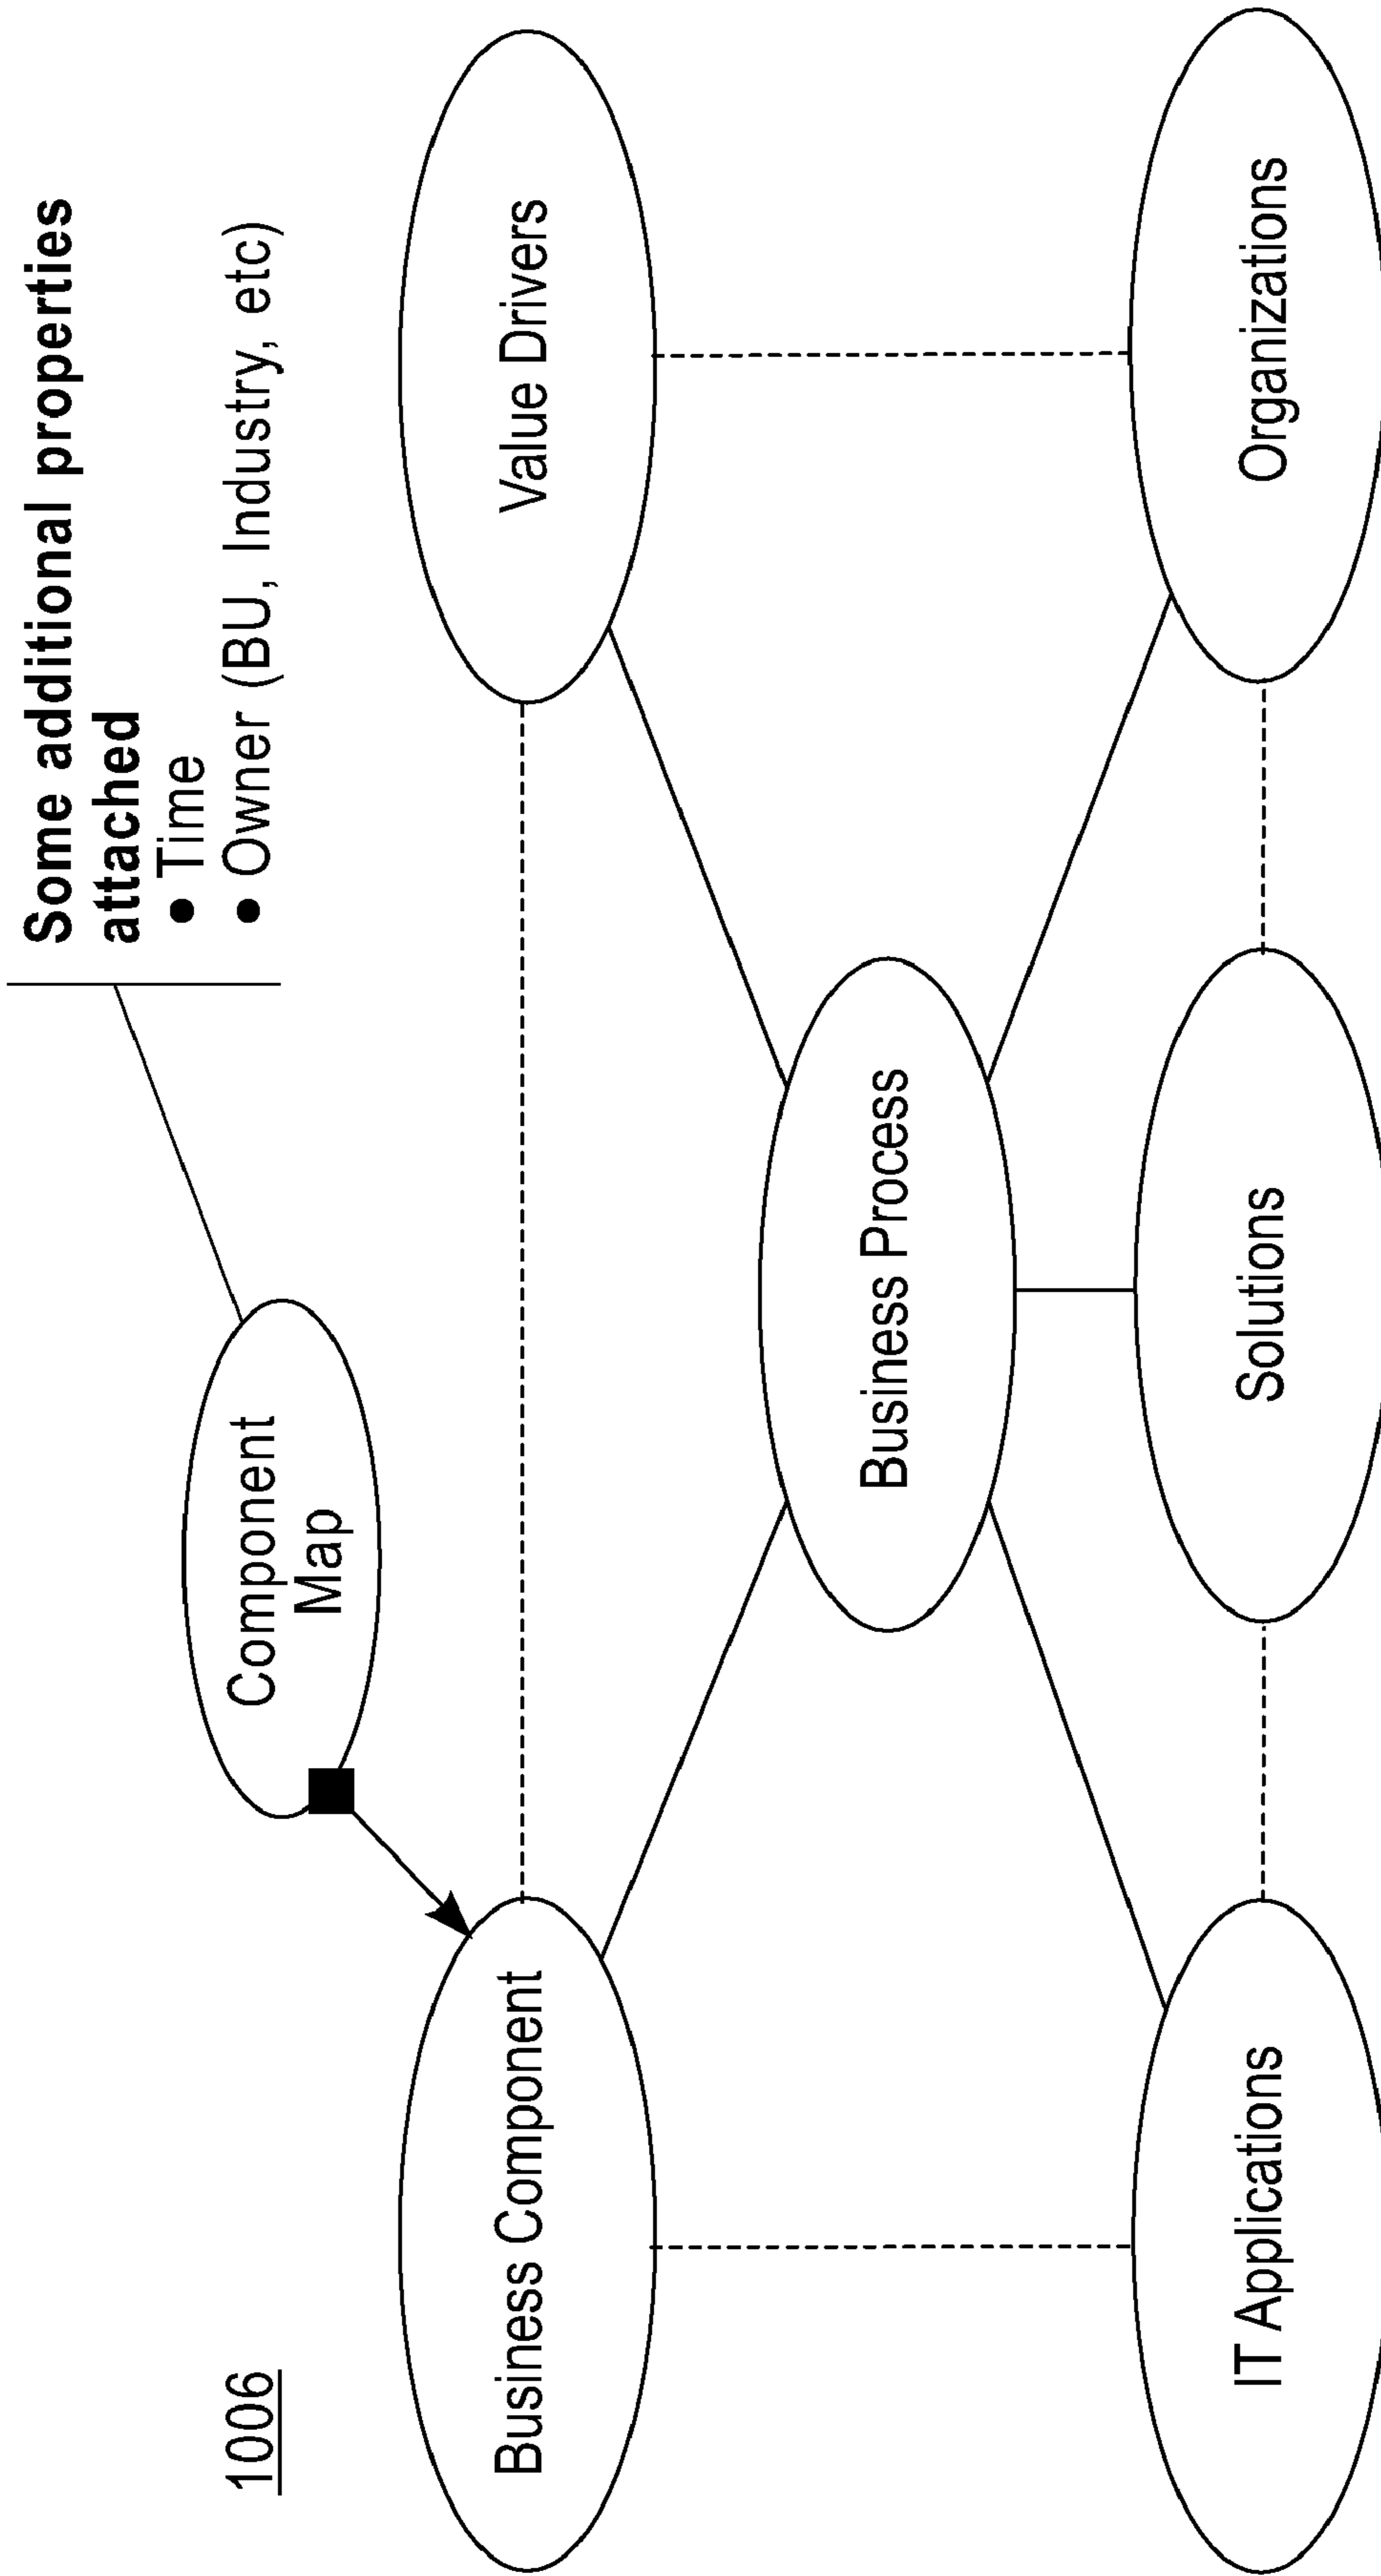 Some additional properties
attached
• Time
• Owner (BU, Industry, etc)
1006
Component
Map
Business Component
Value Drivers
Business Process
IT Applications
Solutions
Organizations